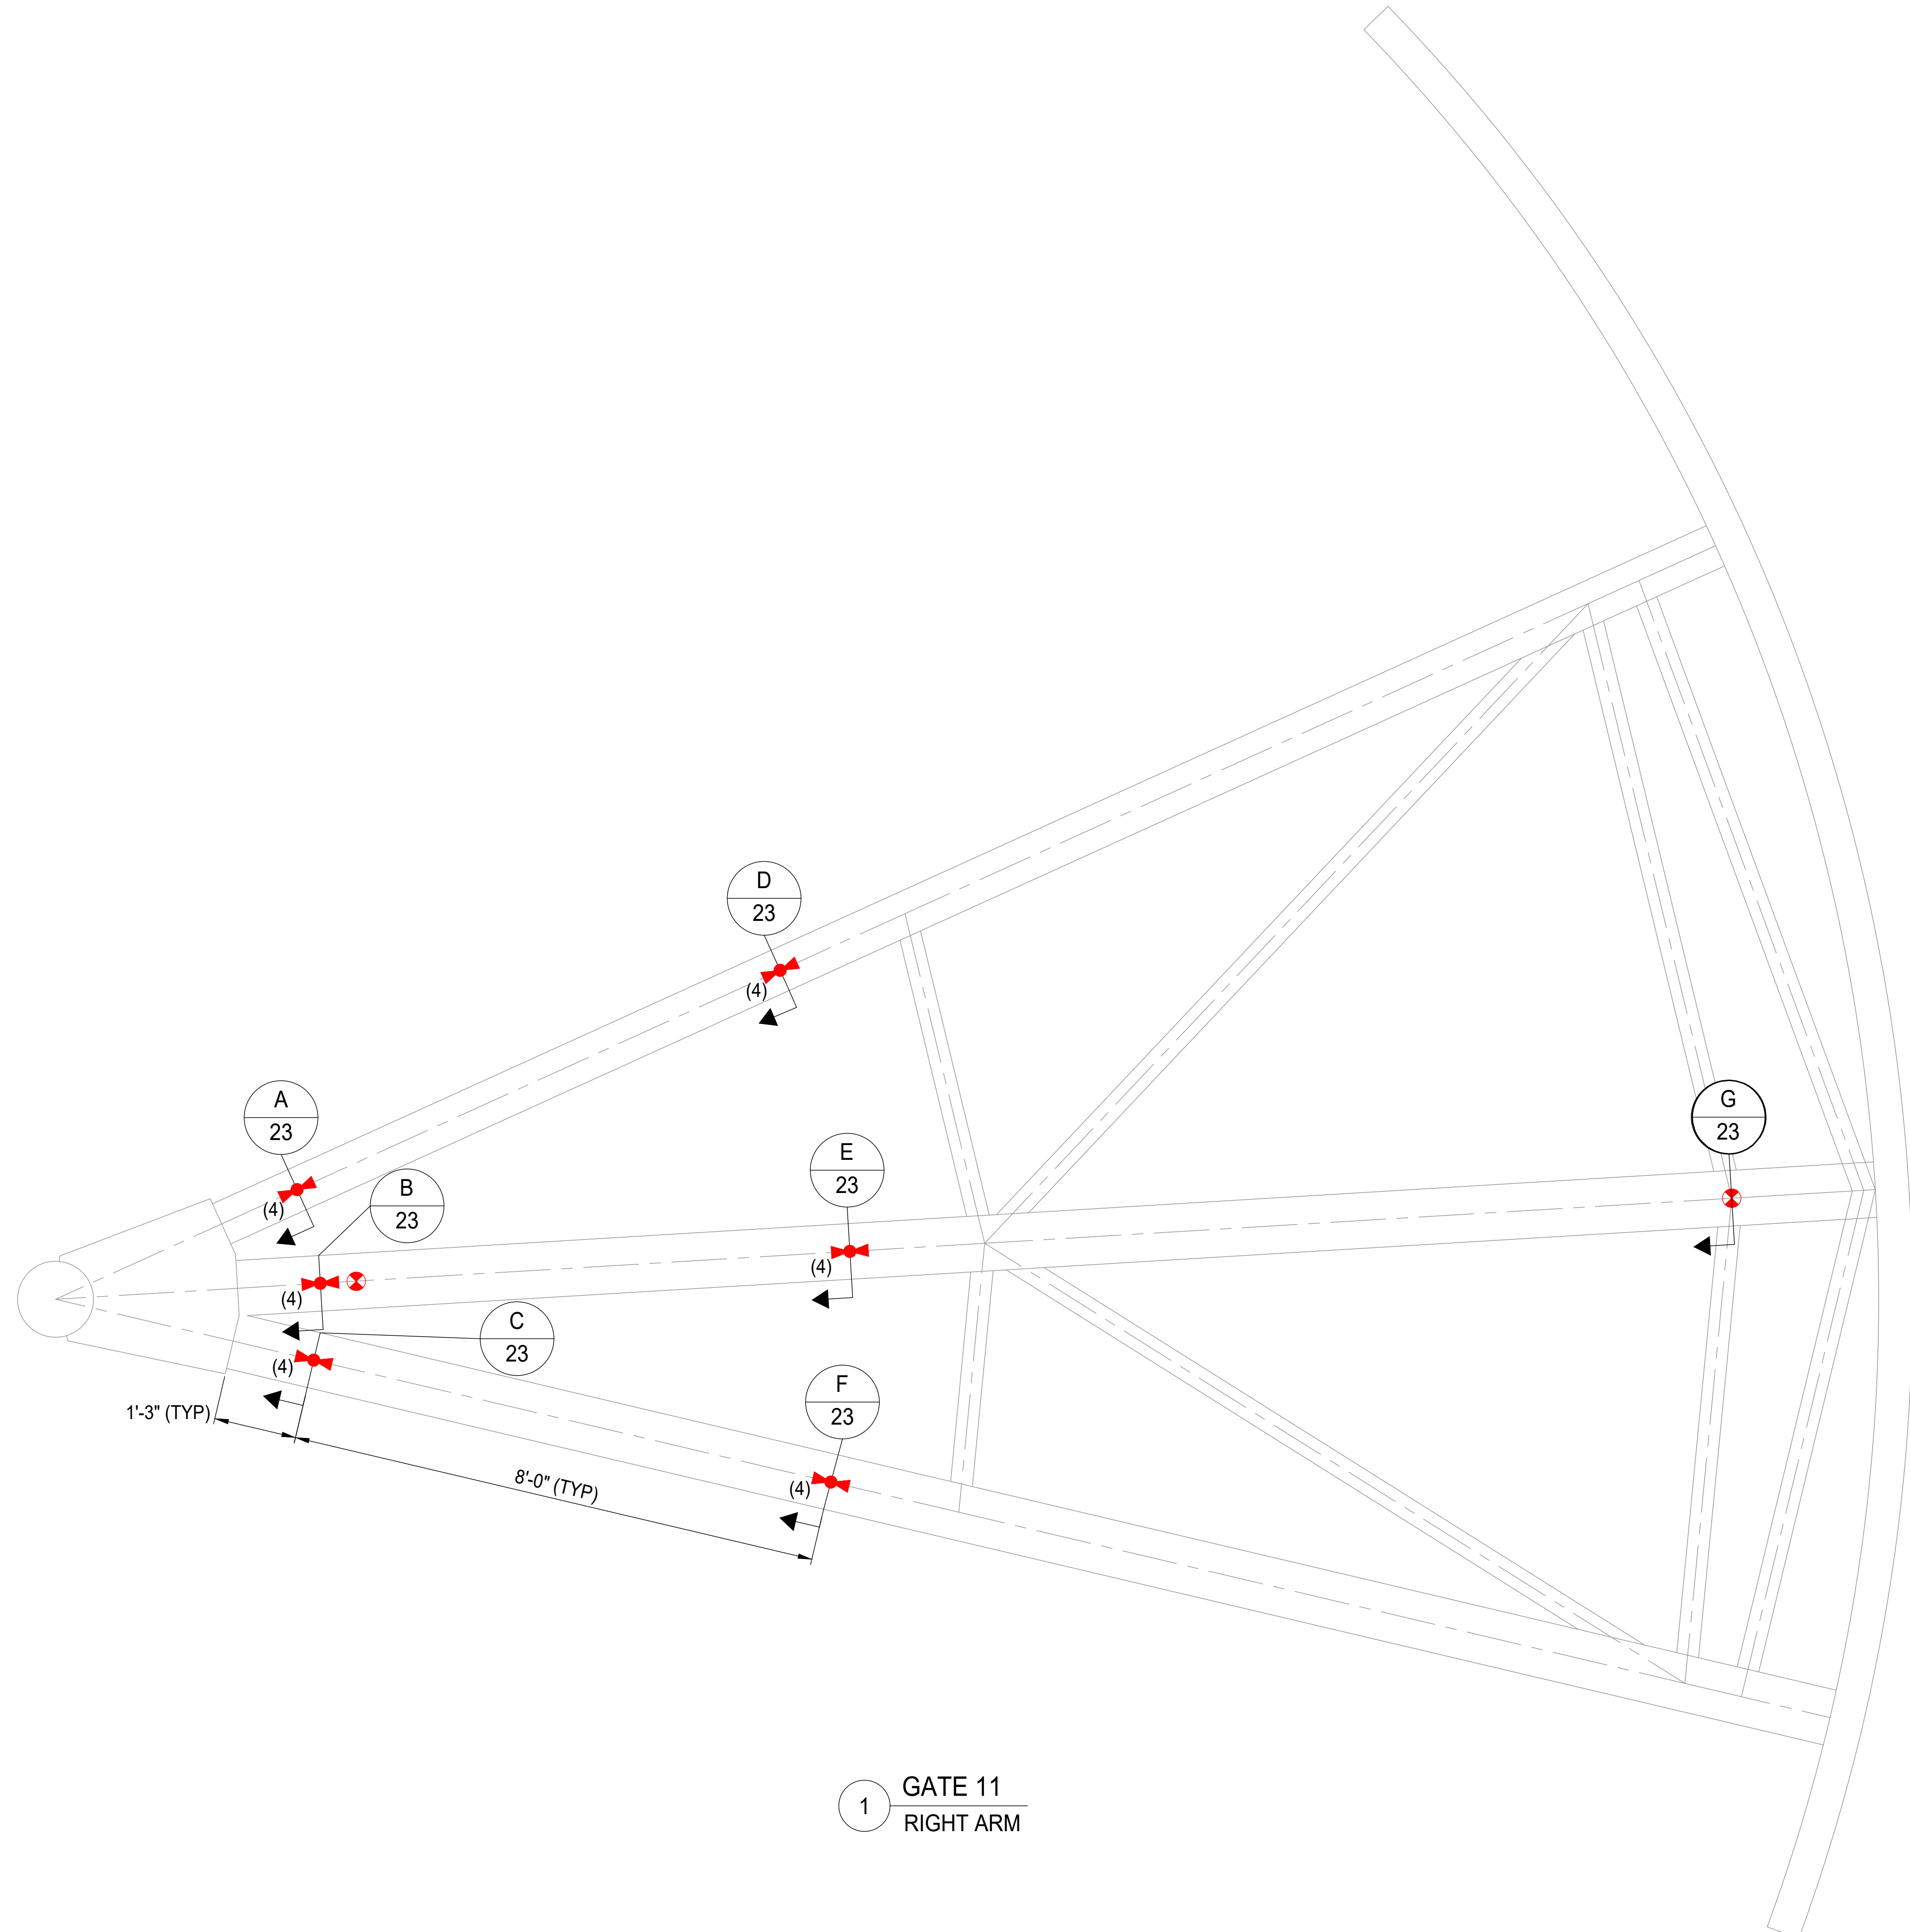 D
23
(4)
A
23
(4)
G
23
E
23
(4)
B
23
(4)
C
23
(4)
F
23
(4)
1'-3" (TYP)
8'-0" (TYP)
1
GATE 11
RIGHT ARM